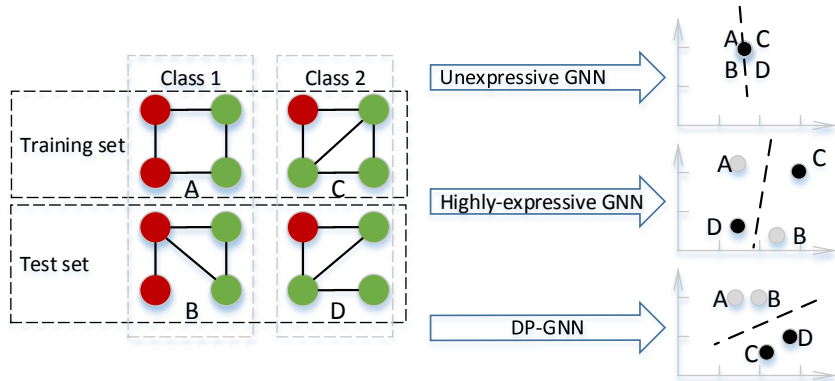 Class 1
Class 2
Training set
A
C
Test set
B
D
Unexpressive GNN
A C
B D
Highly-expressive GNN
A
C
D
B
DP-GNN
A
B
C
D